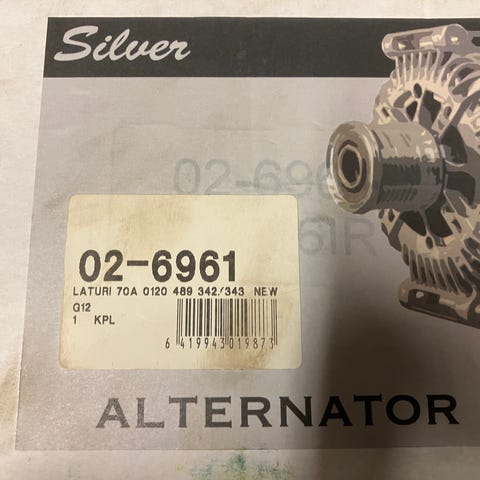 Silver
02-6961
LATURI 70A 0120 489 342./343 NEW
G12
1 KPL
6 419943 019873
ALTERNATOR